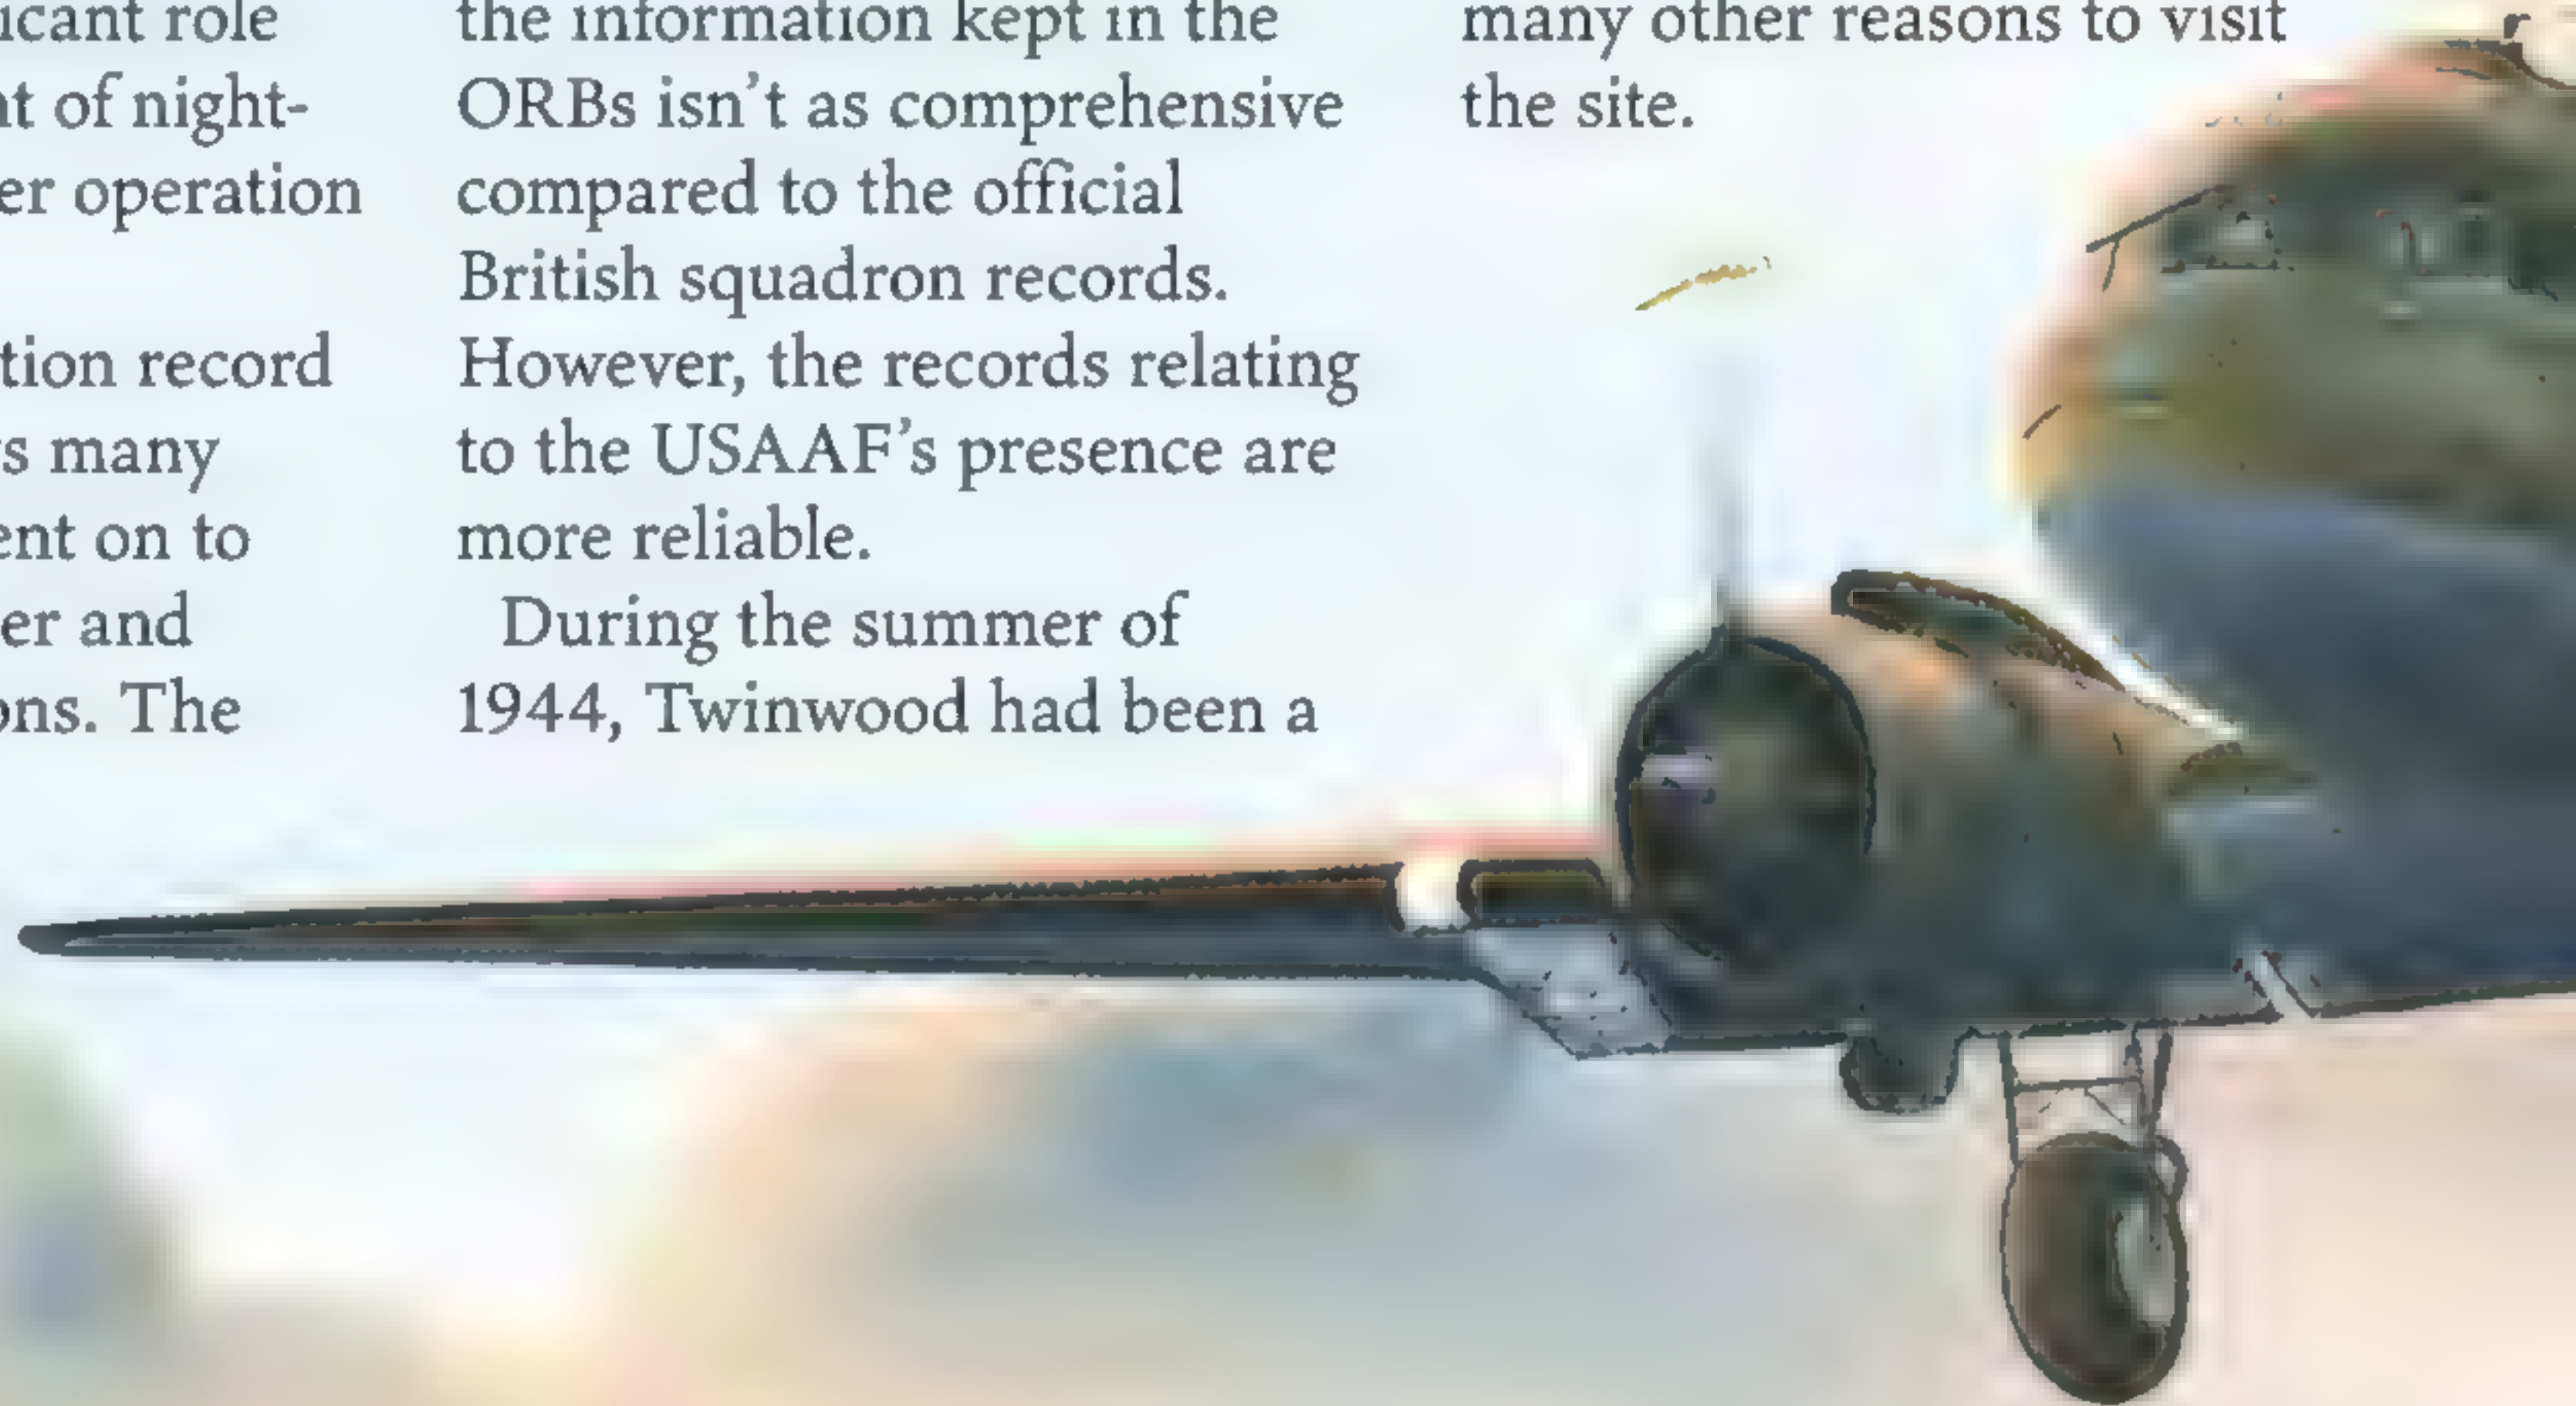 icant role
nt of night-
er operation
tion record
s many
ent on to
er and
ons. The
the information kept in the
ORBs isn't as comprehensive
compared to the official
British squadron records.
However, the records relating
to the USAAF's presence are
more reliable.
During the summer of
1944, Twinwood had been a
many other reasons to visit
the site.